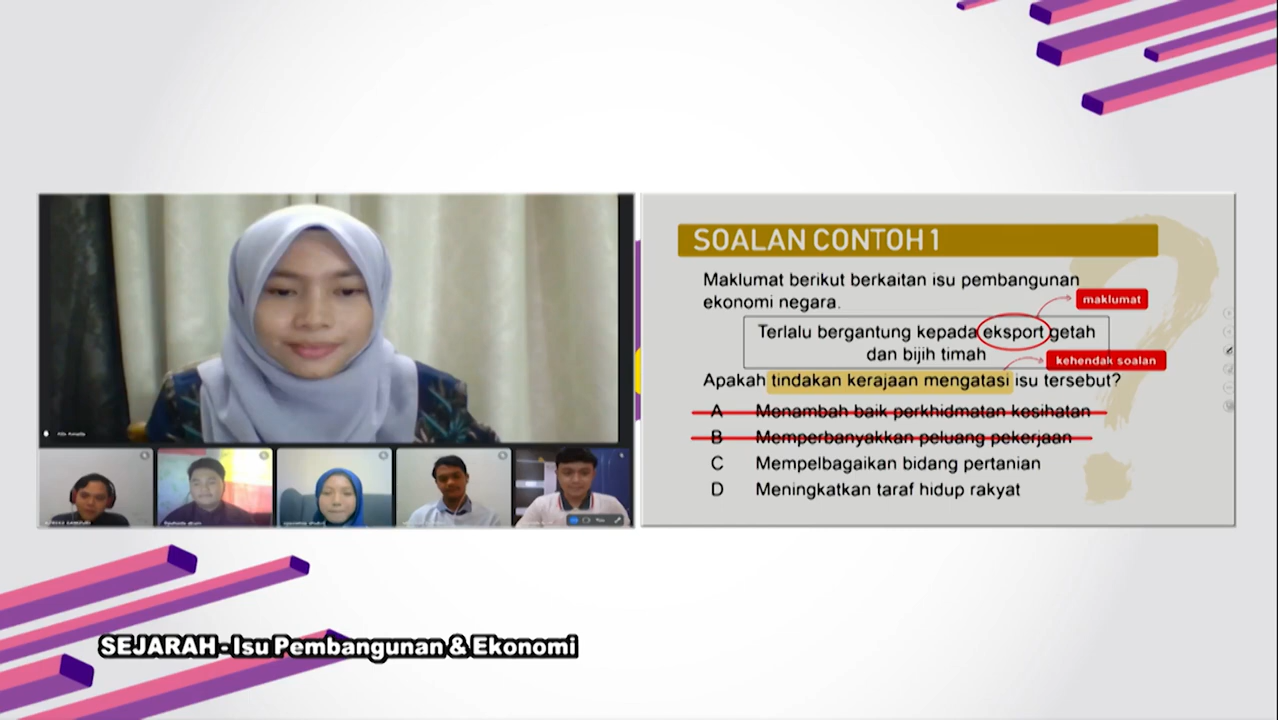 SOALAN CONTOH 1
Maklumat berikut berkaitan isu pembangunan
ekonomi negara.
maklumat
Terlalu bergantung kepada eksport getah
dan bijih timah
kehendak soalan
Apakah tindakan kerajaan mengatasi isu tersebut?
A Menambah baik perkhidmatan kesihatan
B Memperbanyakkan peluang pekerjaan
C Mempelbagaikan bidang pertanian
D Meningkatkan taraf hidup rakyat
SEJARAH - Isu Pembangunan & Ekonomi